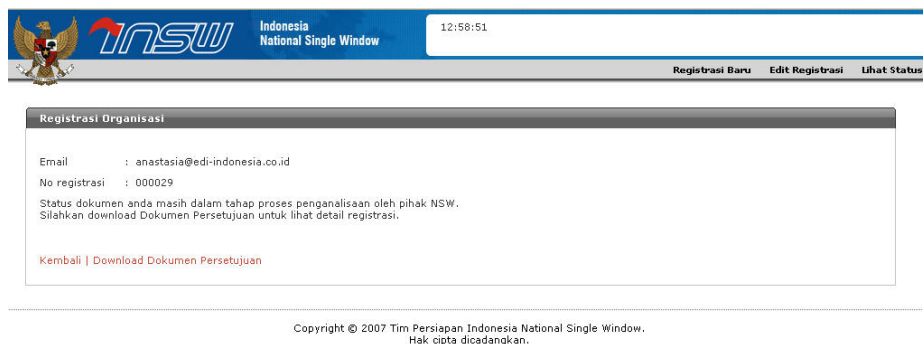 insw
Indonesia
National Single Window
12:58:51
Registrasi Baru Edit Registrasi Lihat Status
Registrasi Organisasi
Email : anastasia@edi-indonesia.co.id
No registrasi : 000029
Status dokumen anda masih dalam tahap proses penganalisaan oleh pihak NSW.
Silahkan download Dokumen Persetujuan untuk lihat detail registrasi.
Kembali | Download Dokumen Persetujuan
Copyright © 2007 Tim Persiapan Indonesia National Single Window.
Hak cipta dicadangkan.